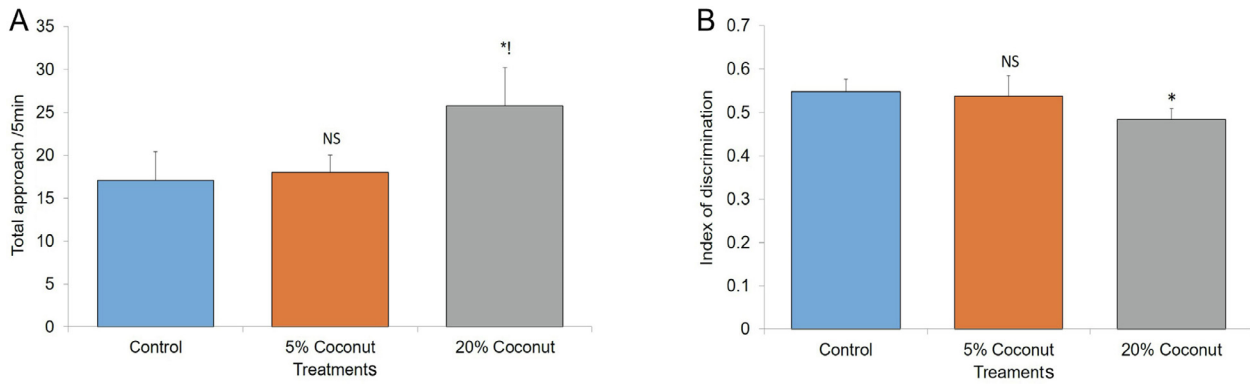 A
Total approach /5min
35
30
25
20
15
10
5
0
NS
*!
Control
5% Coconut
20% Coconut
Treatments
B
Index of discrimination
0.7
0.6
0.5
0.4
0.3
0.2
0.1
0
NS
*
Control
5% Coconut
20% Coconut
Treaments